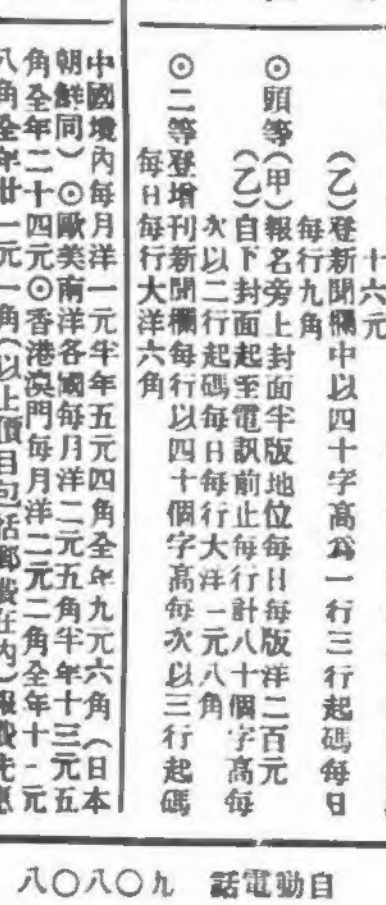 十六元
（乙）登新聞欄中以四十字高為一行三行起碼每日
每行九角
⊙頭等（甲）報名旁上封面半版地位每日每版洋二百元
（乙）自下封面起至電訊前止每行計八十個字高每
次以二行起碼每日每行大洋一元八角
⊙二等登增刊新聞欄每行以四十個字高每次以三行起碼
每日每行大洋六角
中國境內每月洋一元半年五元四角全年九元六角（日本
朝鮮同）⊙歐美南洋各國每月洋二元五角半年十三元五
角全年二十四元⊙香港澳門每月洋二元二角全年十一元
八角全年廿一元一角（以上價目包括郵費在內）報費先惠
自動電話 九〇八〇八